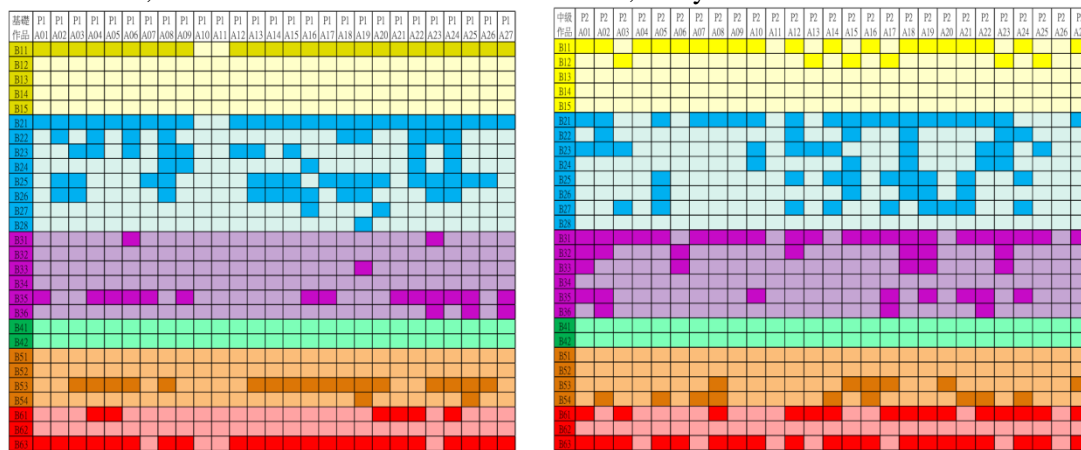 基礎 P1 P1 P1 P1 P1 P1 P1 P1 P1 P1 P1 P1 P1 P1 P1 P1 P1 P1 P1 P1 P1 P1 P1 P1 P1 P1 P1
作品 A01 A02 A03 A04 A05 A06 A07 A08 A09 A10 A11 A12 A13 A14 A15 A16 A17 A18 A19 A20 A21 A22 A23 A24 A25 A26 A27
B11
B12
B13
B14
B15
B21
B22
B23
B24
B25
B26
B27
B28
B31
B32
B33
B34
B35
B36
B41
B42
B51
B52
B53
B54
B61
B62
B63
中級 P2 P2 P2 P2 P2 P2 P2 P2 P2 P2 P2 P2 P2 P2 P2 P2 P2 P2 P2 P2 P2 P2 P2 P2 P2 P2
作品 A01 A02 A03 A04 A05 A06 A07 A08 A09 A10 A11 A12 A13 A14 A15 A16 A17 A18 A19 A20 A21 A22 A23 A24 A25 A26
B11
B12
B13
B14
B15
B21
B22
B23
B24
B25
B26
B27
B28
B31
B32
B33
B34
B35
B36
B41
B42
B51
B52
B53
B54
B61
B62
B63